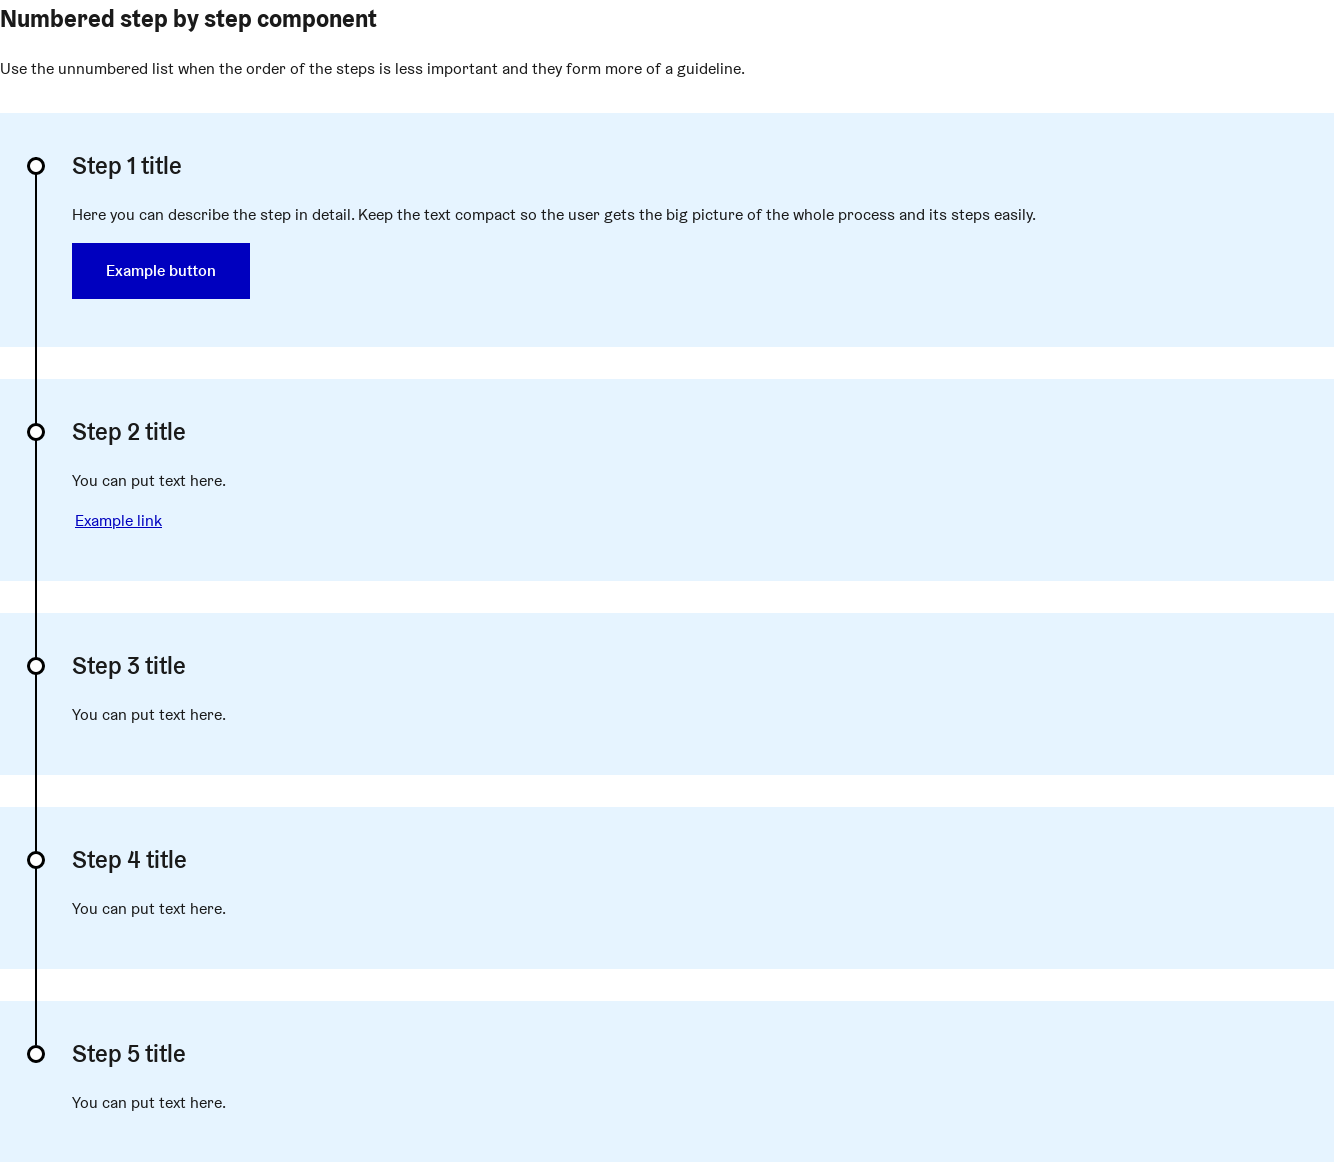 Numbered step by step component
Use the unnumbered list when the order of the steps is less important and they form more of a guideline.
Step 1 title
Here you can describe the step in detail. Keep the text compact so the user gets the big picture of the whole process and its steps easily.
Example button
Step 2 title
You can put text here.
Example link
Step 3 title
You can put text here.
Step 4 title
You can put text here.
Step 5 title
You can put text here.